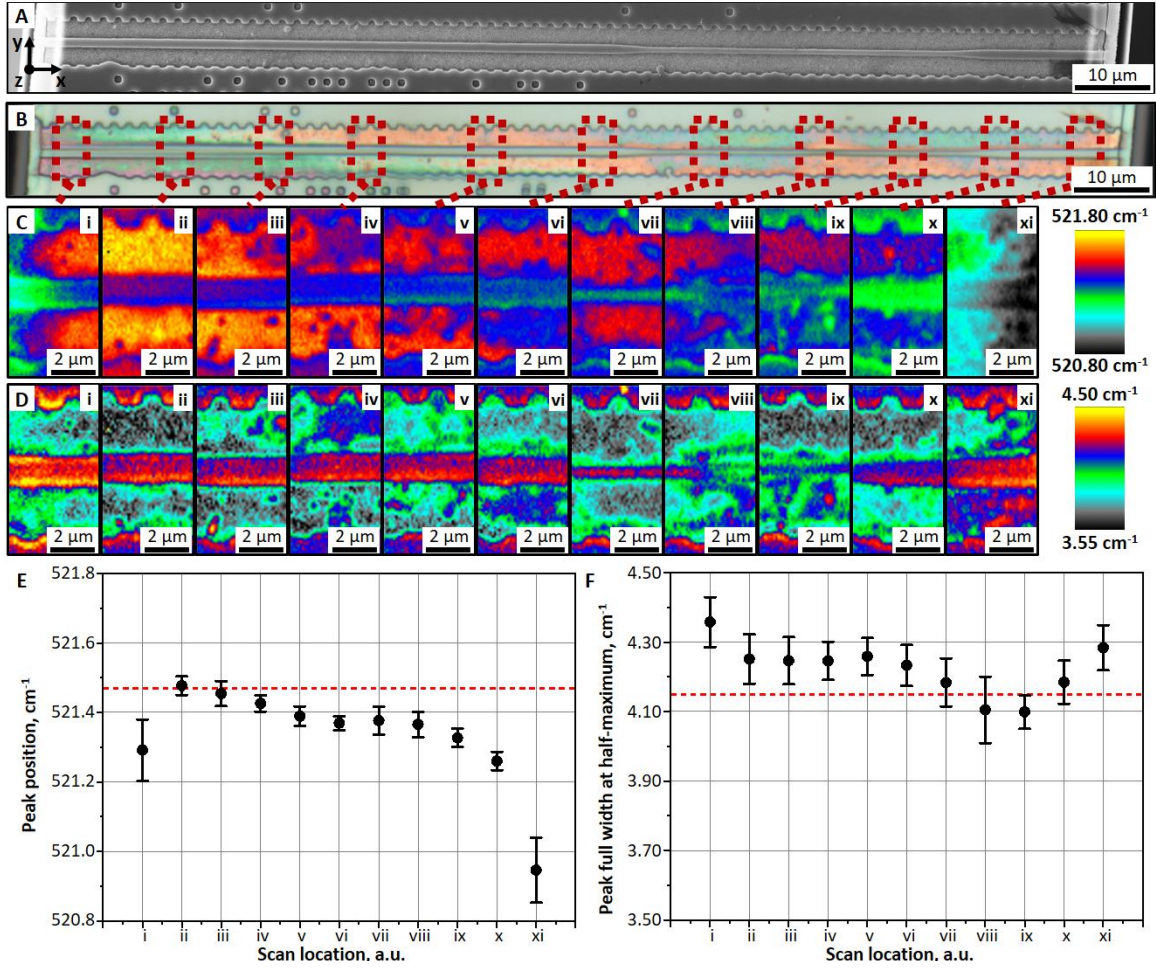 A
y
z
x
10 µm
B
10 µm
C
i
ii
iii
iv
v
vi
vii
viii
ix
x
xi
2 µm
2 µm
2 µm
2 µm
2 µm
2 µm
2 µm
2 µm
2 µm
2 µm
2 µm
521.80 cm⁻¹
520.80 cm⁻¹
D
i
ii
iii
iv
v
vi
vii
viii
ix
x
xi
2 µm
2 µm
2 µm
2 µm
2 µm
2 µm
2 µm
2 µm
2 µm
2 µm
2 µm
4.50 cm⁻¹
3.55 cm⁻¹
E
Peak position, cm⁻¹
521.8
521.6
521.4
521.2
521.0
520.8
i ii iii iv v vi vii viii ix x xi
Scan location, a.u.
F
Peak full width at half-maximum, cm⁻¹
4.50
4.30
4.10
3.90
3.70
3.50
i ii iii iv v vi vii viii ix x xi
Scan location, a.u.